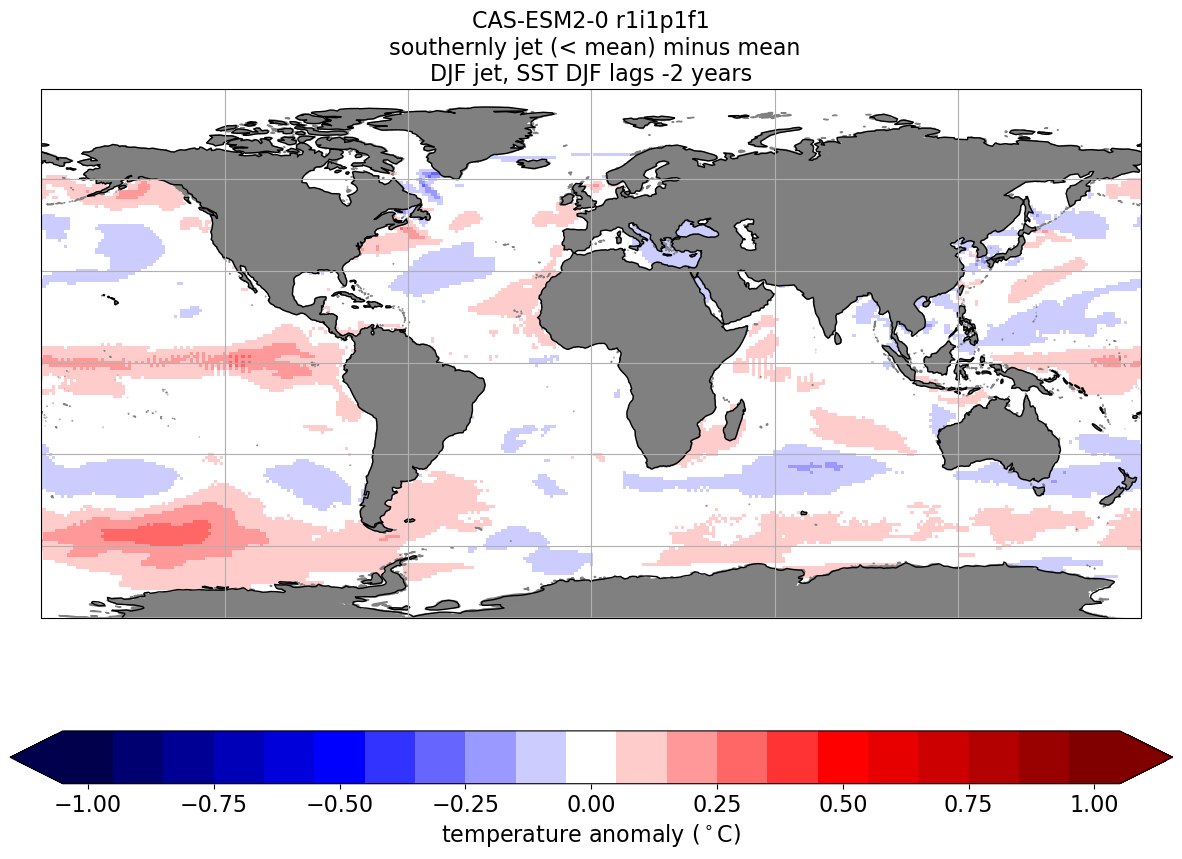 CAS-ESM2-0 r1i1p1f1
southernly jet (< mean) minus mean
DJF jet, SST DJF lags -2 years
−1.00 −0.75 −0.50 −0.25 0.00 0.25 0.50 0.75 1.00
temperature anomaly (°C)